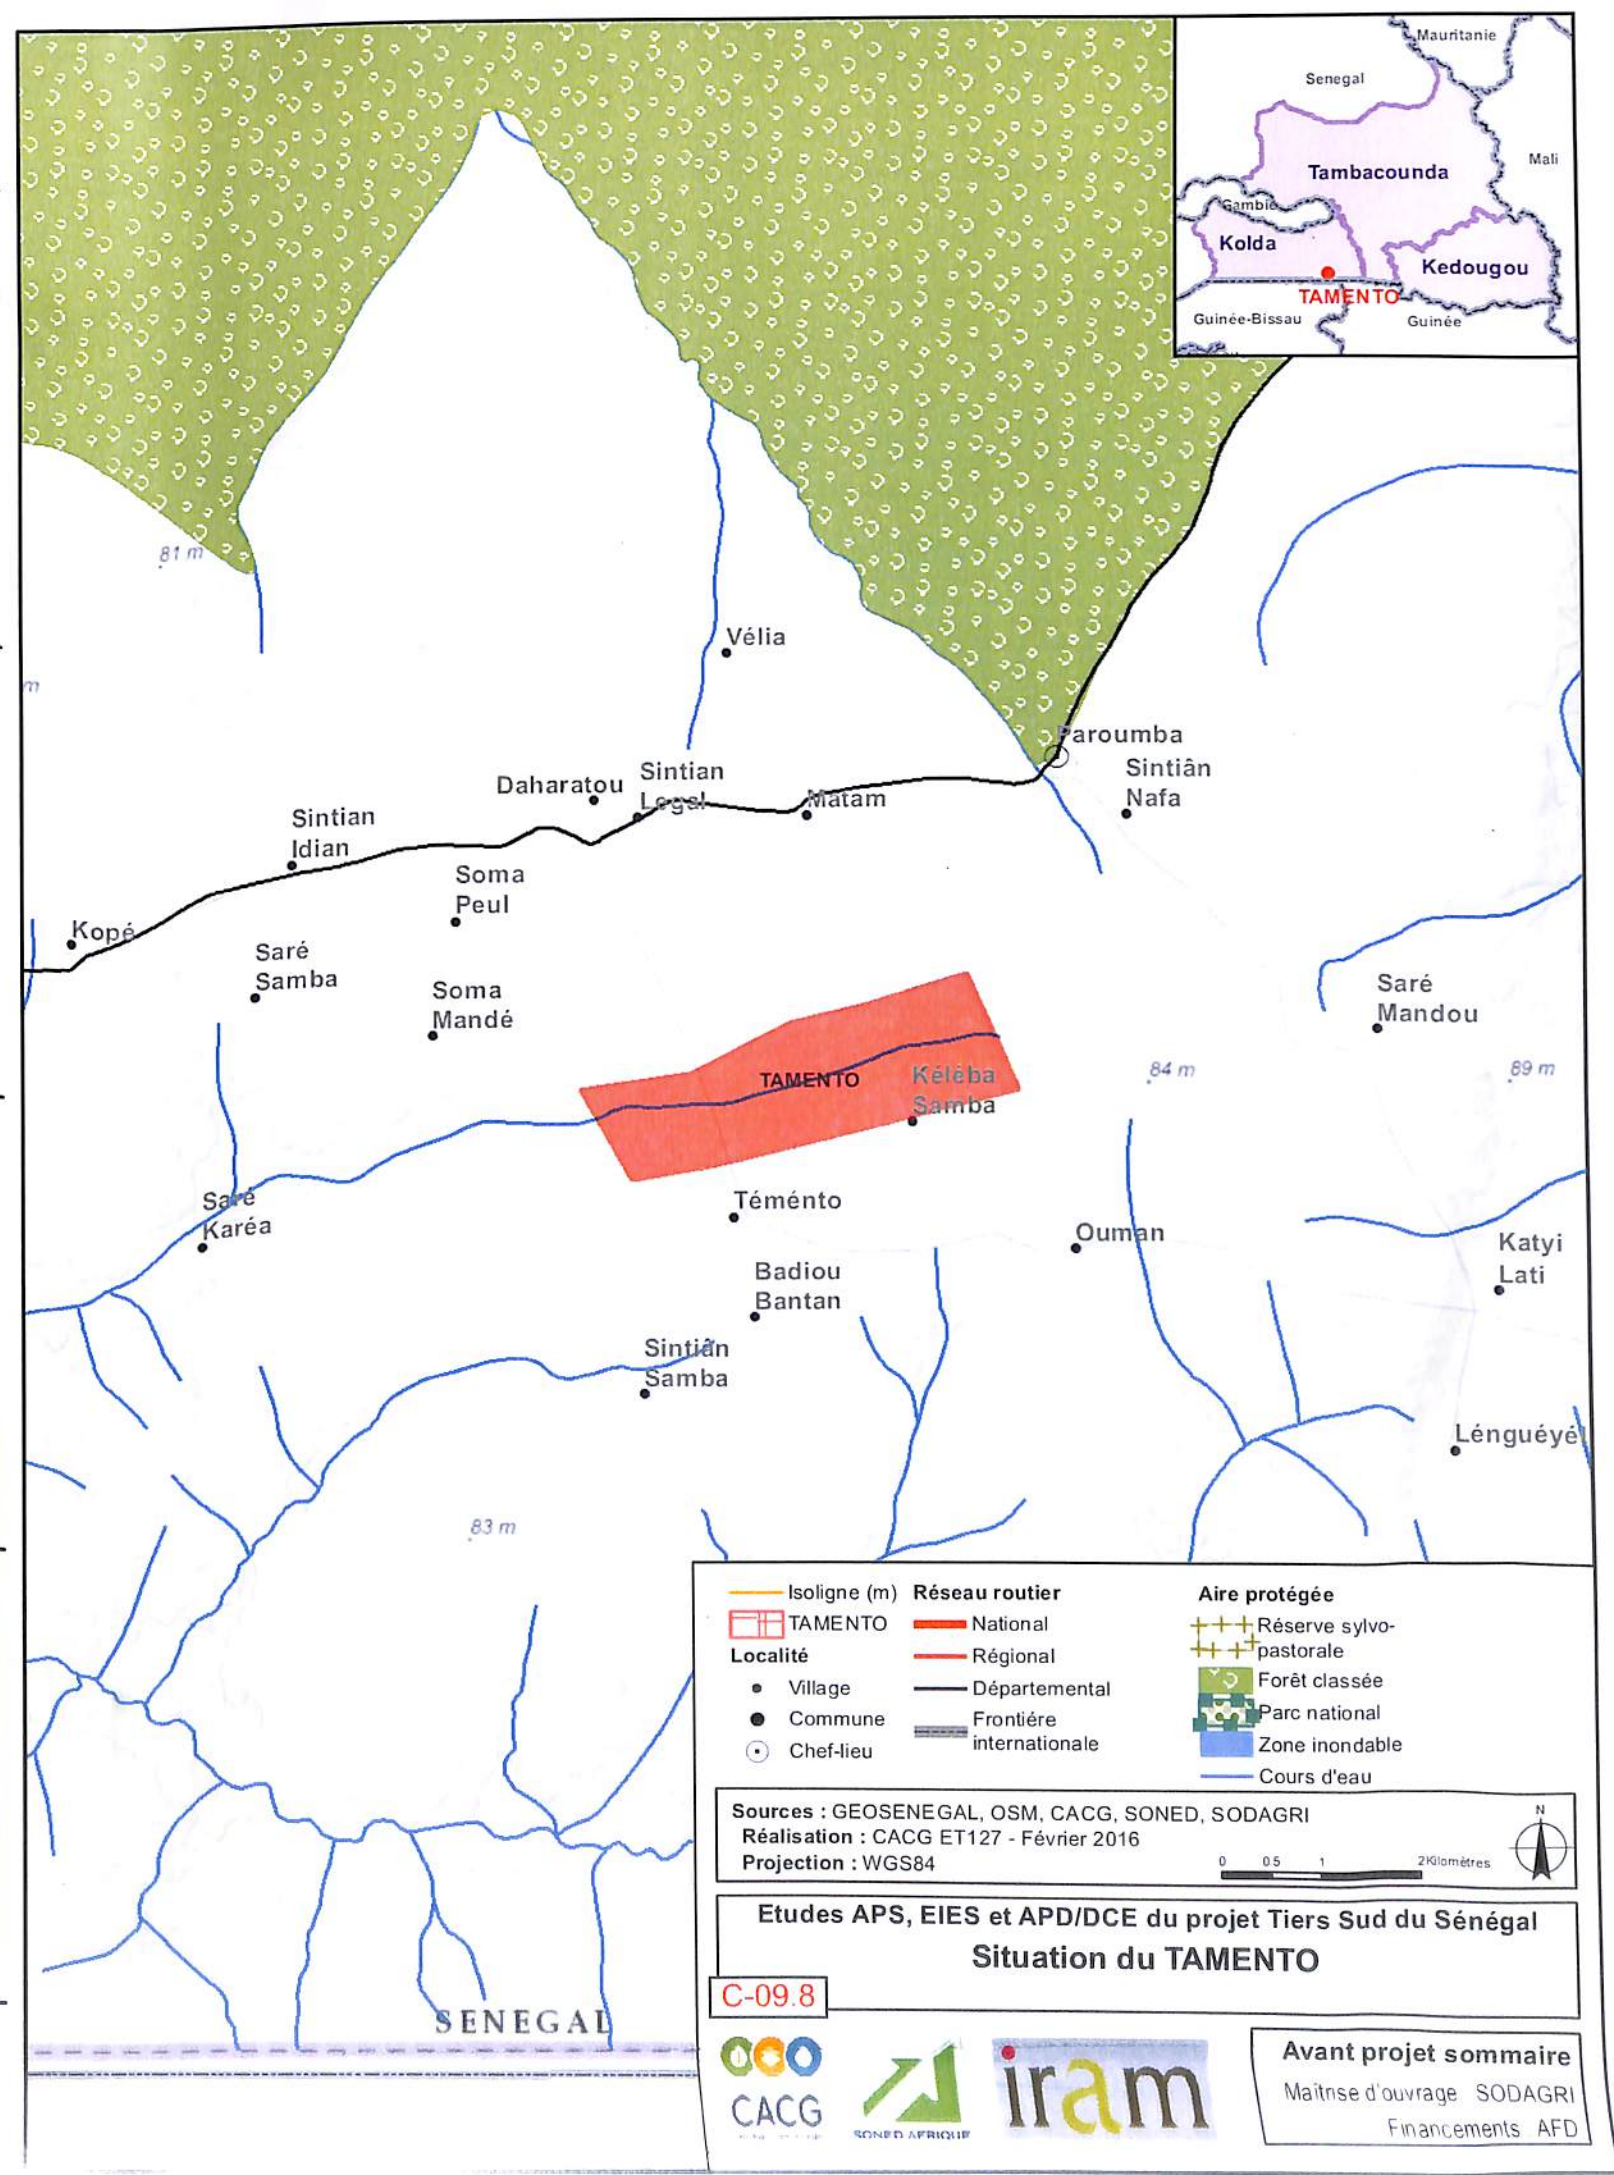 Mauritanie
Senegal
Mali
Tambacounda
Gambie
Kolda
Kedougou
TAMENTO
Guinée-Bissau
Guinée
81 m
m
Vélia
Paroumba
Sintiân
Nafa
Daharatou
Sintian
Legal
Matam
Sintian
Idian
Soma
Peul
Kopé
Saré
Samba
Soma
Mandé
Saré
Mandou
TAMENTO
Kéléba
Samba
84 m
89 m
Saré
Karéa
Téménto
Ouman
Katyi
Lati
Badiou
Bantan
Sintiân
Samba
Lénguéyél
83 m
SENEGAL
Isoligne (m)
TAMENTO
Localité
Village
Commune
Chef-lieu
Réseau routier
National
Régional
Départemental
Frontiére
internationale
Aire protégée
Réserve sylvo-
pastorale
Forêt classée
Parc national
Zone inondable
Cours d'eau
Sources : GEOSENEGAL, OSM, CACG, SONED, SODAGRI
Réalisation : CACG ET127 - Février 2016
Projection : WGS84
0 0.5 1 2 Kilomètres
N
Etudes APS, EIES et APD/DCE du projet Tiers Sud du Sénégal
Situation du TAMENTO
C-09.8
CACG
SONED AFRIQUE
iram
Avant projet sommaire
Maîtrise d'ouvrage SODAGRI
Financements AFD